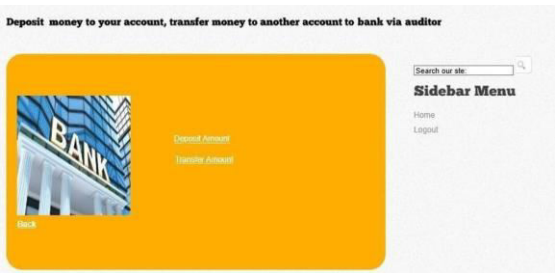 Deposit money to your account, transfer money to another account to bank via auditor
Search our site:
Sidebar Menu
Home
Logout
BANK
Deposit Amount
Transfer Amount
Back